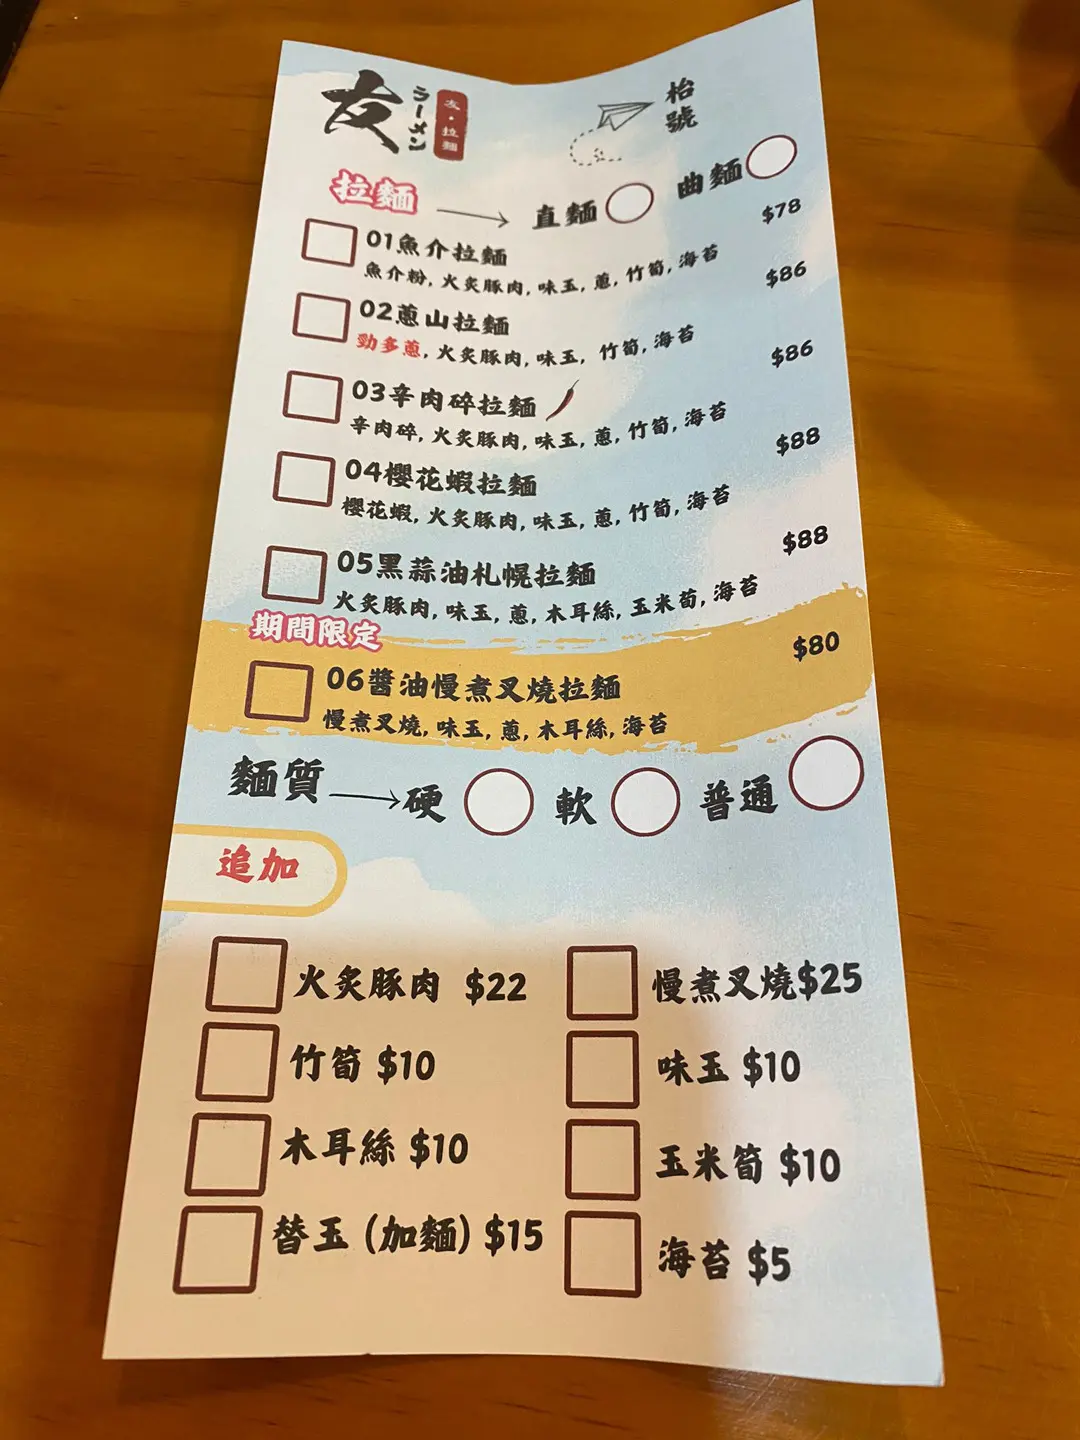 友
ラーメン
友・拉麵
枱號
拉麵 直麵 曲麵
01魚介拉麵 $78
魚介粉, 火炙豚肉, 味玉, 蔥, 竹筍, 海苔
02蔥山拉麵 $86
勁多蔥, 火炙豚肉, 味玉, 竹筍, 海苔
03辛肉碎拉麵 $86
辛肉碎, 火炙豚肉, 味玉, 蔥, 竹筍, 海苔
04櫻花蝦拉麵 $88
櫻花蝦, 火炙豚肉, 味玉, 蔥, 竹筍, 海苔
05黑蒜油札幌拉麵 $88
火炙豚肉, 味玉, 蔥, 木耳絲, 玉米筍, 海苔
期間限定
06醬油慢煮叉燒拉麵 $80
慢煮叉燒, 味玉, 蔥, 木耳絲, 海苔
麵質 硬 軟 普通
追加
火炙豚肉 $22 慢煮叉燒$25
竹筍 $10 味玉 $10
木耳絲 $10 玉米筍 $10
替玉 (加麵) $15 海苔 $5